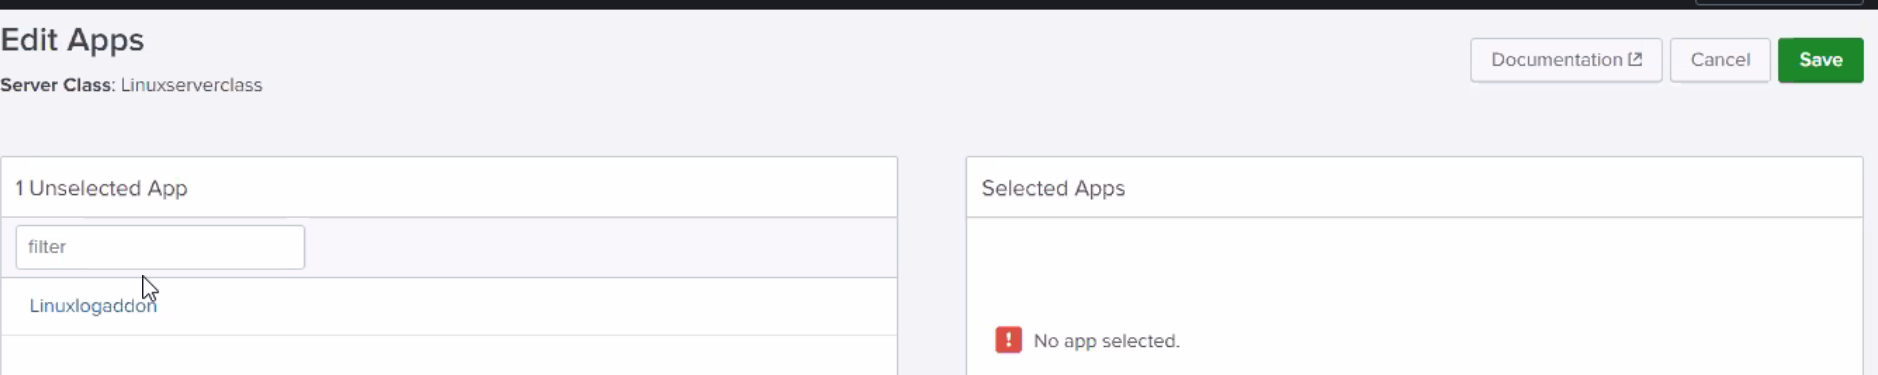 Edit Apps
Documentation
Cancel
Save
Server Class: Linuxserverclass
1 Unselected App
Selected Apps
filter
Linuxlogaddon
No app selected.